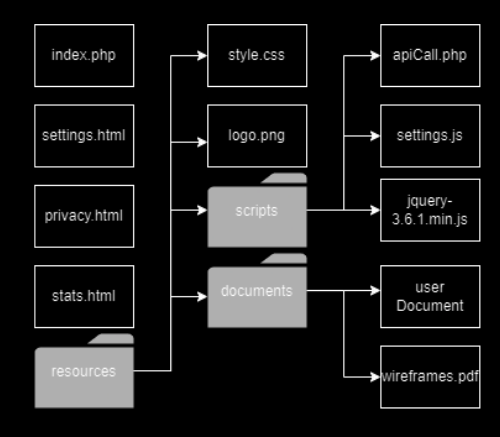 index.php
settings.html
privacy.html
stats.html
resources
style.css
logo.png
scripts
documents
apiCall.php
settings.js
jquery-
3.6.1.min.js
user
Document
wireframes.pdf